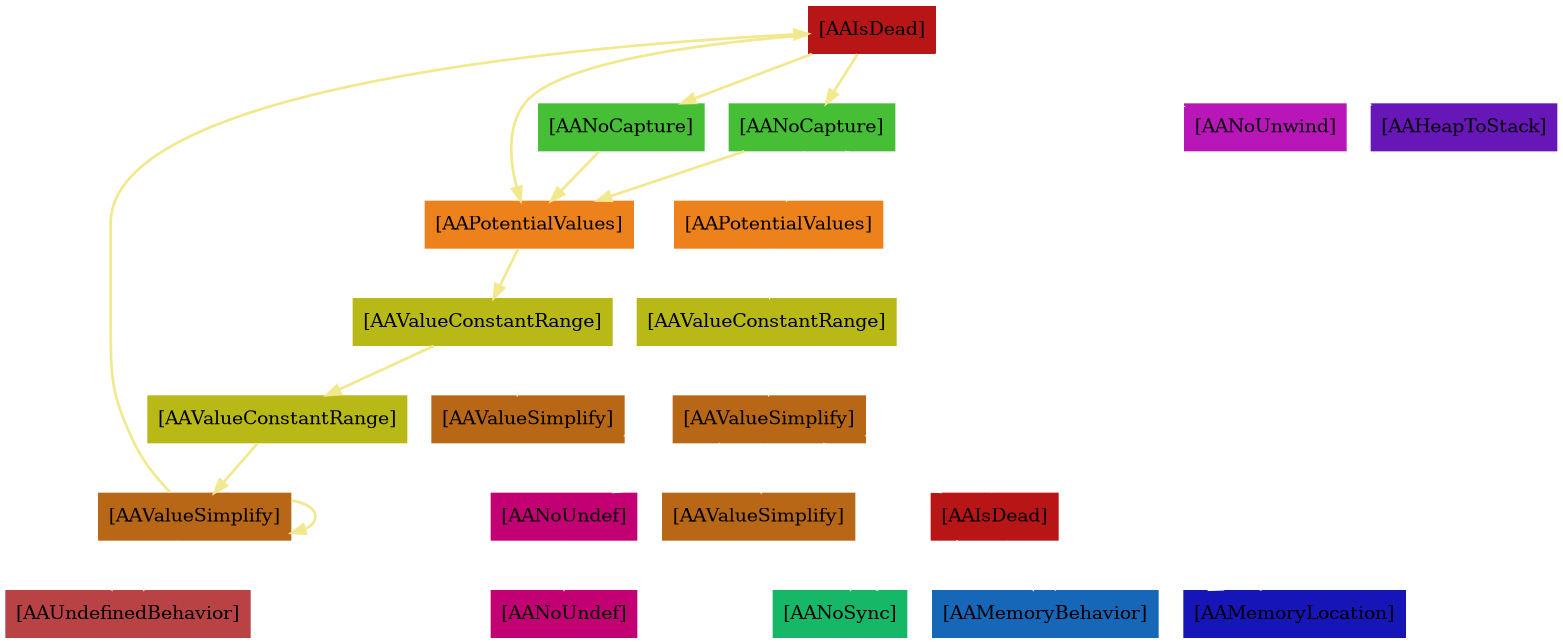 [AAIsDead]
[AANoCapture]
[AANoCapture]
[AANoUnwind]
[AAHeapToStack]
[AAPotentialValues]
[AAPotentialValues]
[AAValueConstantRange]
[AAValueConstantRange]
[AAValueConstantRange]
[AAValueSimplify]
[AAValueSimplify]
[AAValueSimplify]
[AANoUndef]
[AAValueSimplify]
[AAIsDead]
[AAUndefinedBehavior]
[AANoUndef]
[AANoSync]
[AAMemoryBehavior]
[AAMemoryLocation]